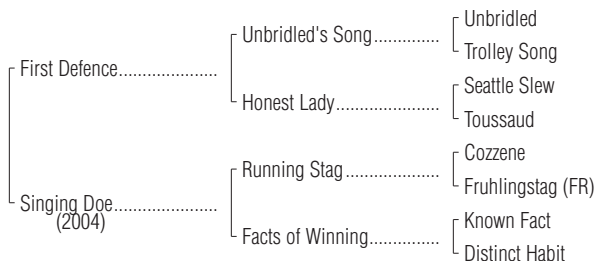 Unbridled
Unbridled's Song..............
Trolley Song
First Defence.....................
Seattle Slew
Honest Lady......................
Toussaud
Cozzene
Running Stag....................
Fruhlingstag (FR)
Singing Doe......................
(2004)
Known Fact
Facts of Winning...............
Distinct Habit